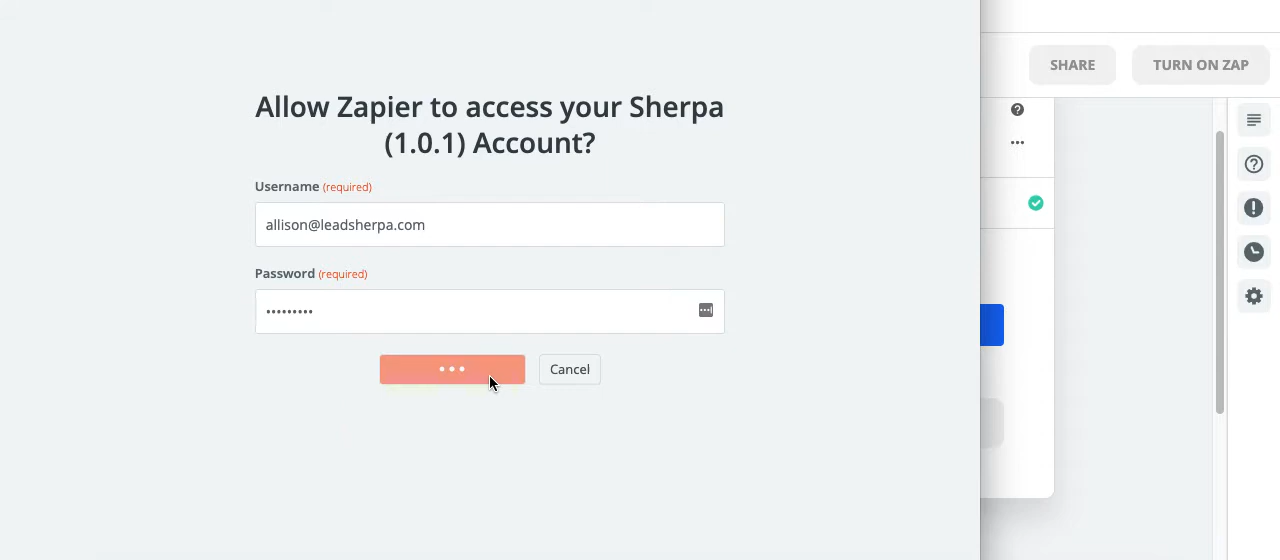 Allow Zapier to access your Sherpa
(1.0.1) Account?
Username (required)
allison@leadsherpa.com
Password (required)
•••••••••
Cancel
SHARE
TURN ON ZAP